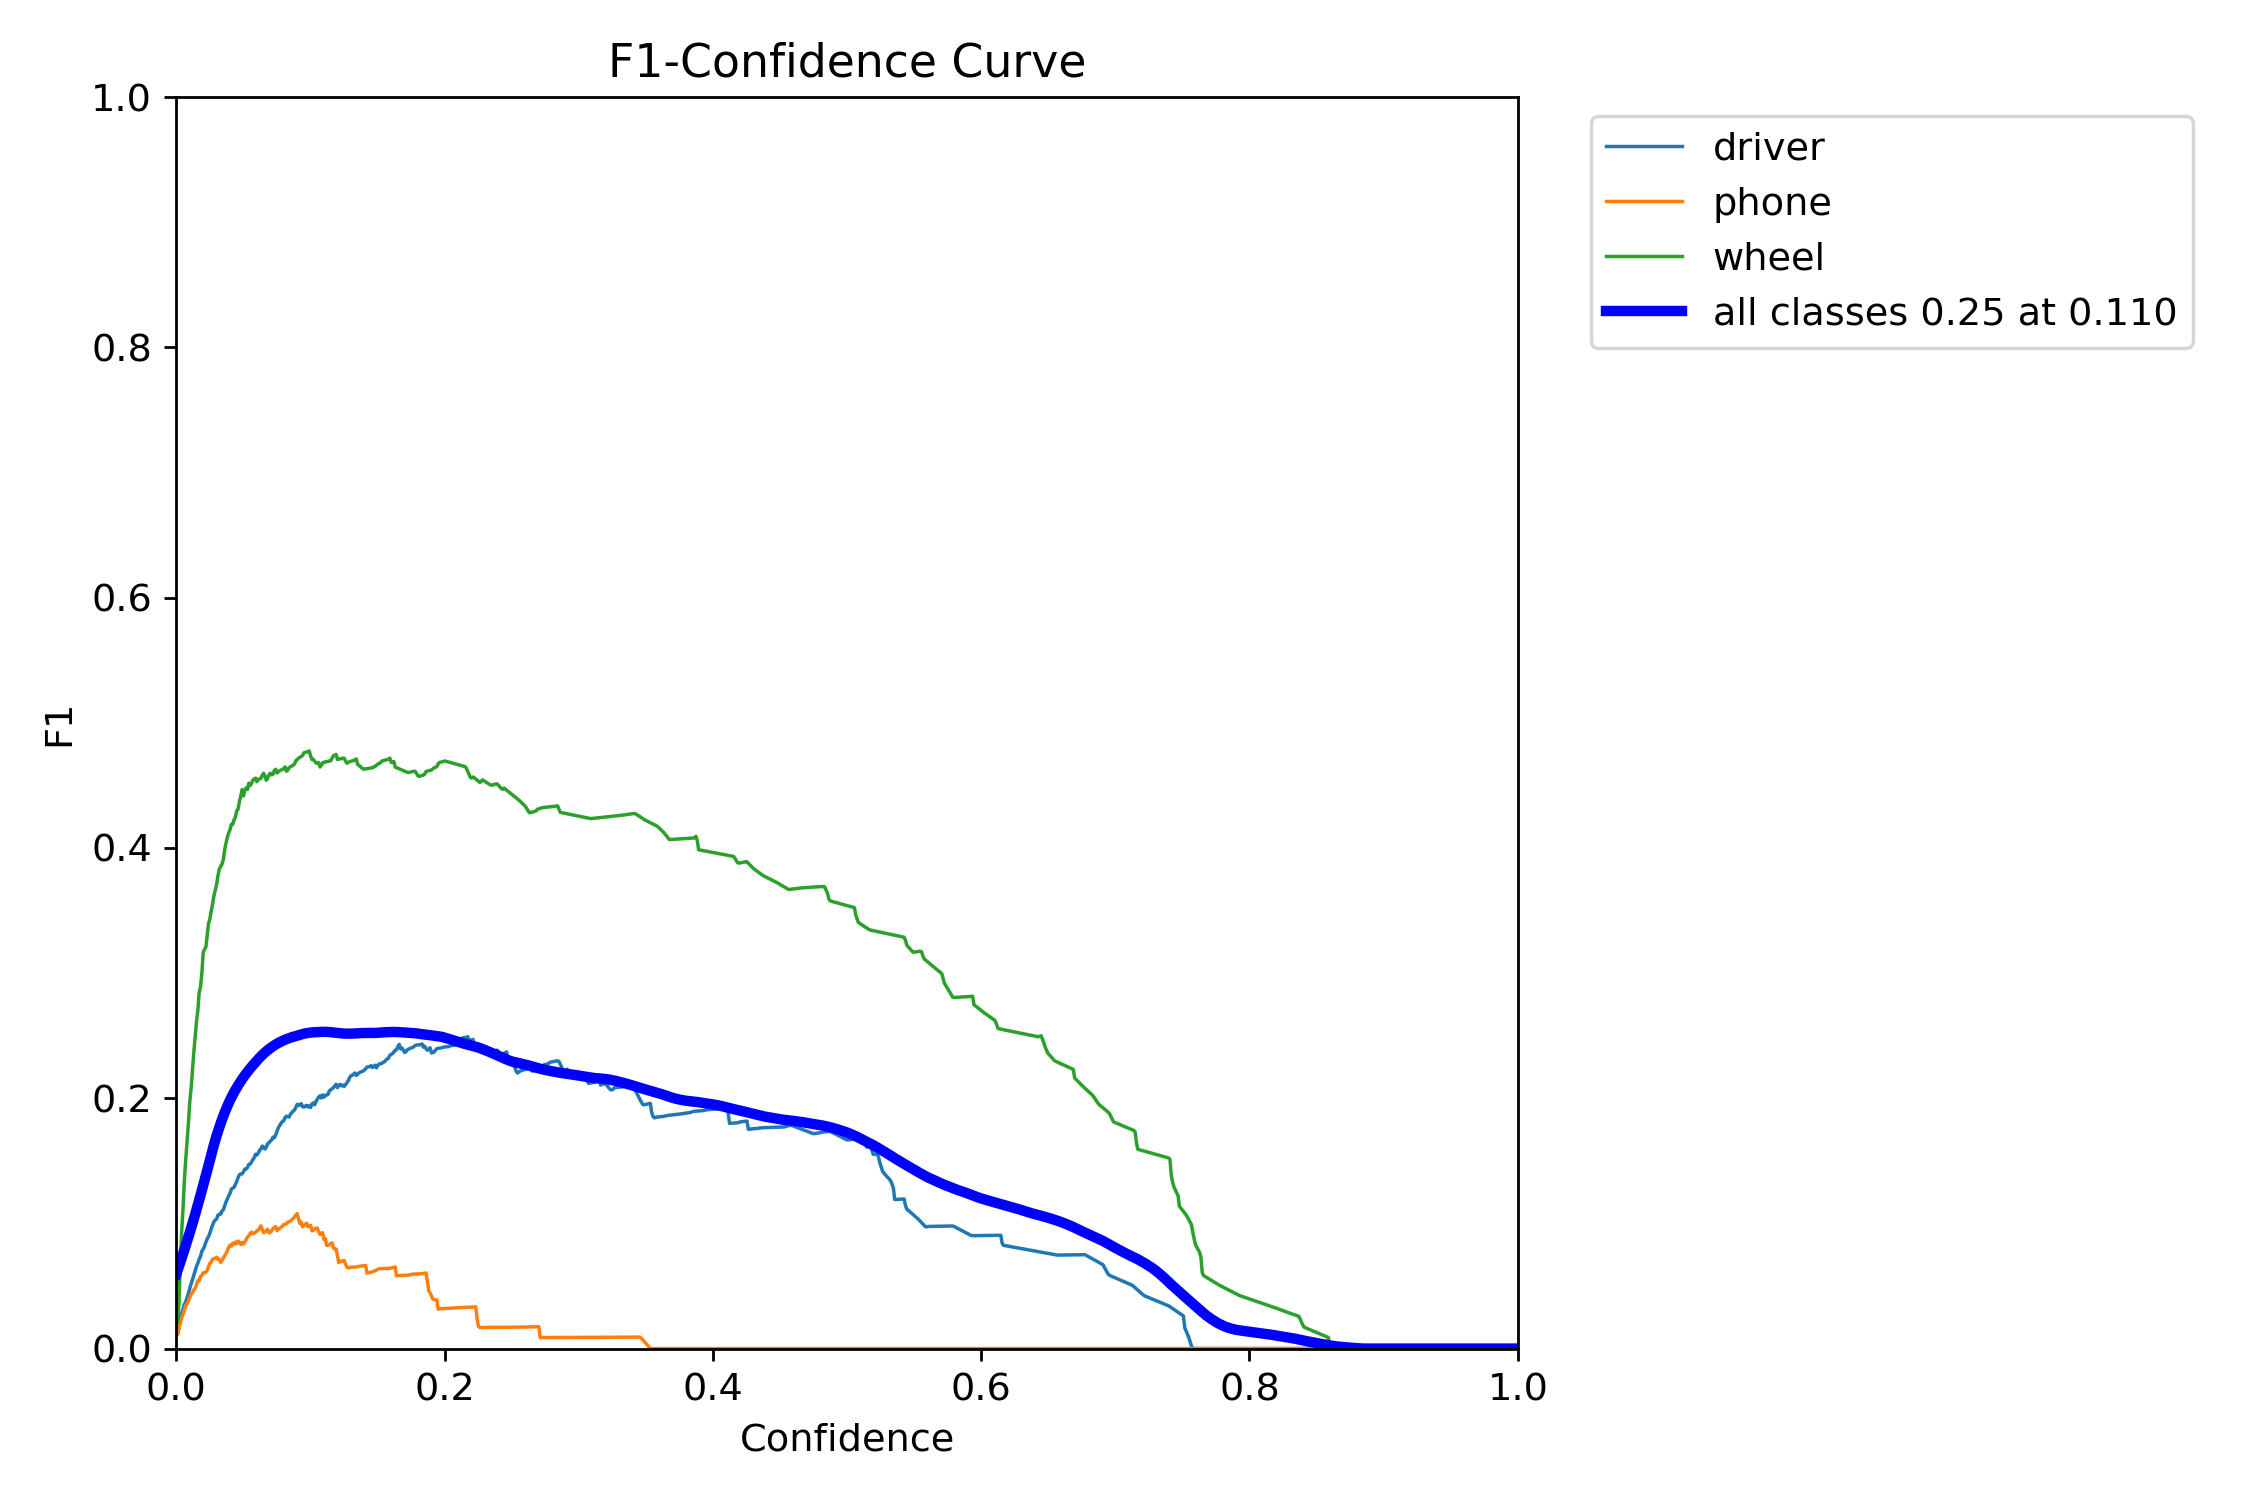 F1-Confidence Curve
1.0
0.8
0.6
0.4
0.2
0.0
F1
0.0 0.2 0.4 0.6 0.8 1.0
Confidence
driver
phone
wheel
all classes 0.25 at 0.110